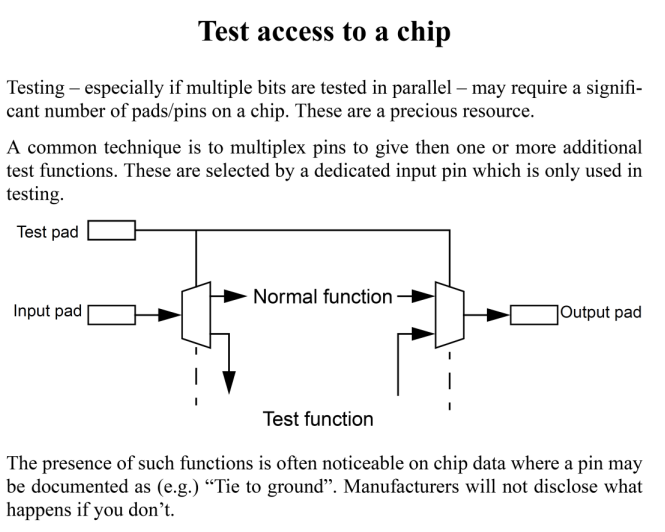 Test access to a chip
Testing – especially if multiple bits are tested in parallel – may require a signifi-
cant number of pads/pins on a chip. These are a precious resource.
A common technique is to multiplex pins to give then one or more additional
test functions. These are selected by a dedicated input pin which is only used in
testing.
Test pad
Normal function
Input pad
Output pad
Test function
The presence of such functions is often noticeable on chip data where a pin may
be documented as (e.g.) “Tie to ground”. Manufacturers will not disclose what
happens if you don’t.